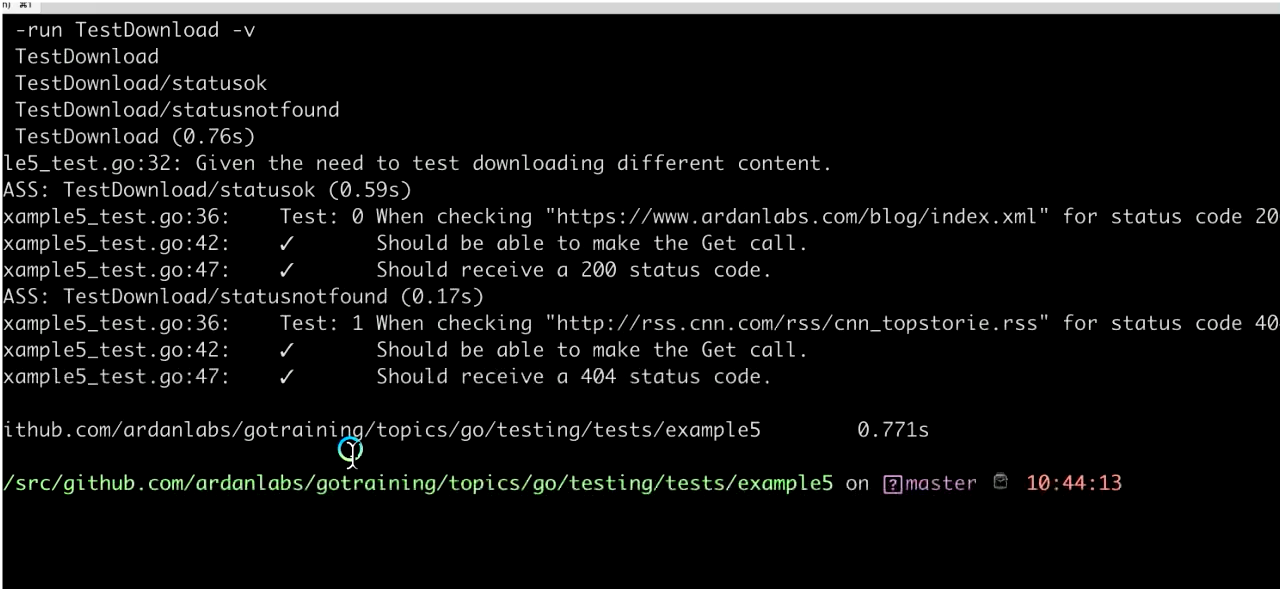 n) ⌘1
-run TestDownload -v
TestDownload
TestDownload/statusok
TestDownload/statusnotfound
TestDownload (0.76s)
le5_test.go:32: Given the need to test downloading different content.
ASS: TestDownload/statusok (0.59s)
xample5_test.go:36: Test: 0 When checking "https://www.ardanlabs.com/blog/index.xml" for status code 20
xample5_test.go:42: ✓ Should be able to make the Get call.
xample5_test.go:47: ✓ Should receive a 200 status code.
ASS: TestDownload/statusnotfound (0.17s)
xample5_test.go:36: Test: 1 When checking "http://rss.cnn.com/rss/cnn_topstorie.rss" for status code 40
xample5_test.go:42: ✓ Should be able to make the Get call.
xample5_test.go:47: ✓ Should receive a 404 status code.
ithub.com/ardanlabs/gotraining/topics/go/testing/tests/example5 0.771s
/src/github.com/ardanlabs/gotraining/topics/go/testing/tests/example5 on ?master 10:44:13